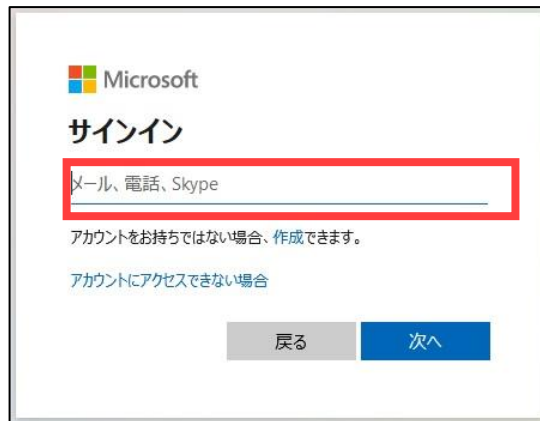 Microsoft
サインイン
メール、電話、Skype
アカウントをお持ちではない場合、作成できます。
アカウントにアクセスできない場合
戻る 次へ